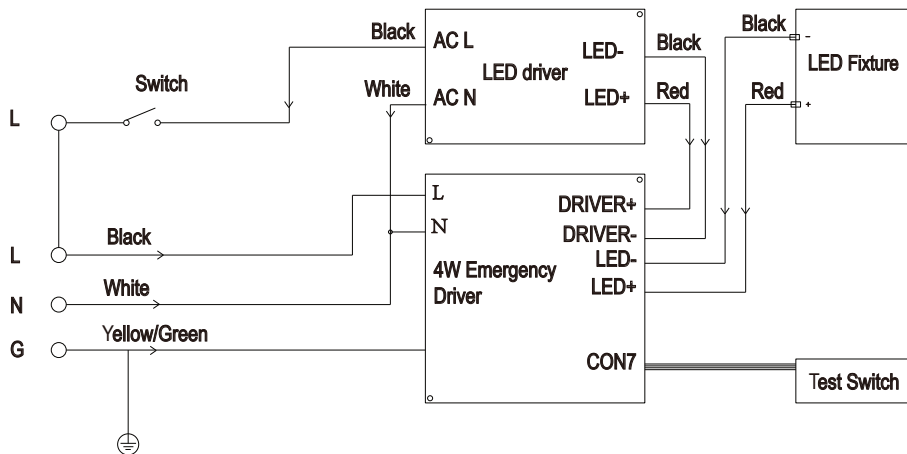 Black
AC L
LED-
Black
Black
−
LED driver
LED Fixture
Switch
White
AC N
LED+
Red
Red
+
L
L
DRIVER+
N
DRIVER-
L
Black
LED-
4W Emergency
Driver
LED+
N
White
G
Yellow/Green
CON7
Test Switch